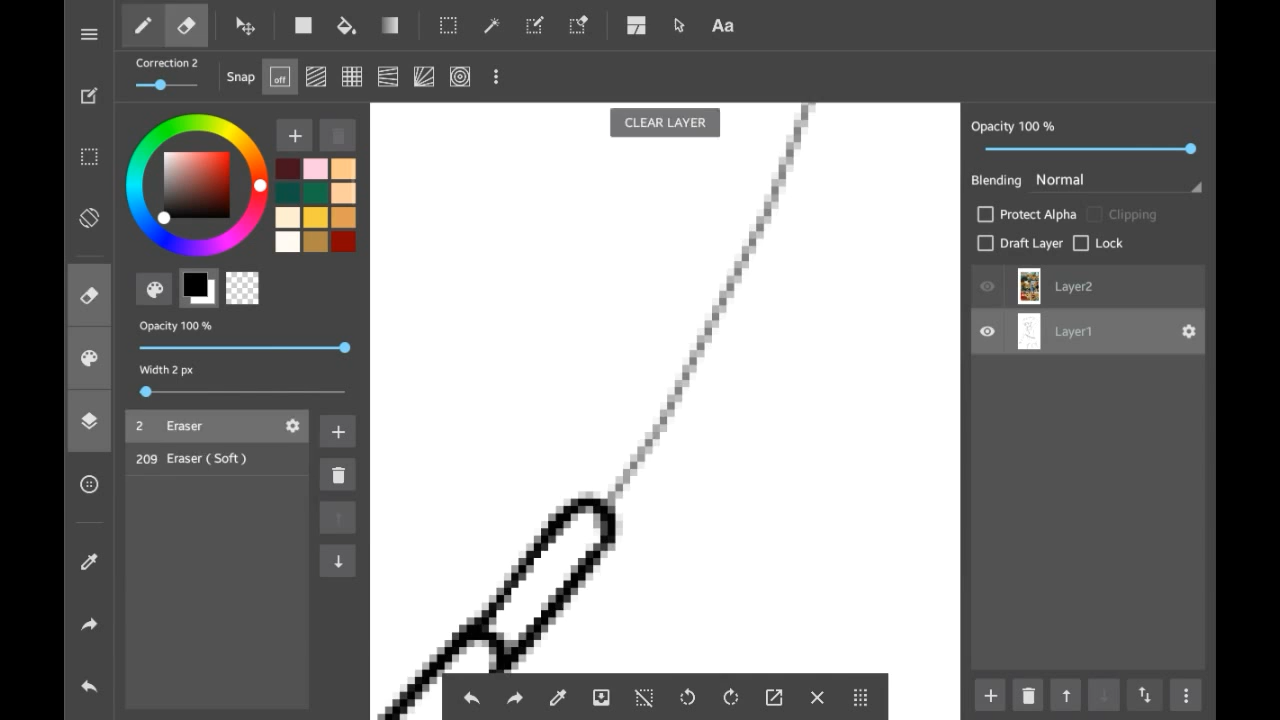 Aa
Correction 2
Snap
off
CLEAR LAYER
Opacity 100 %
Width 2 px
2 Eraser
209 Eraser ( Soft )
Opacity 100 %
Blending Normal
Protect Alpha Clipping
Draft Layer Lock
Layer2
Layer1